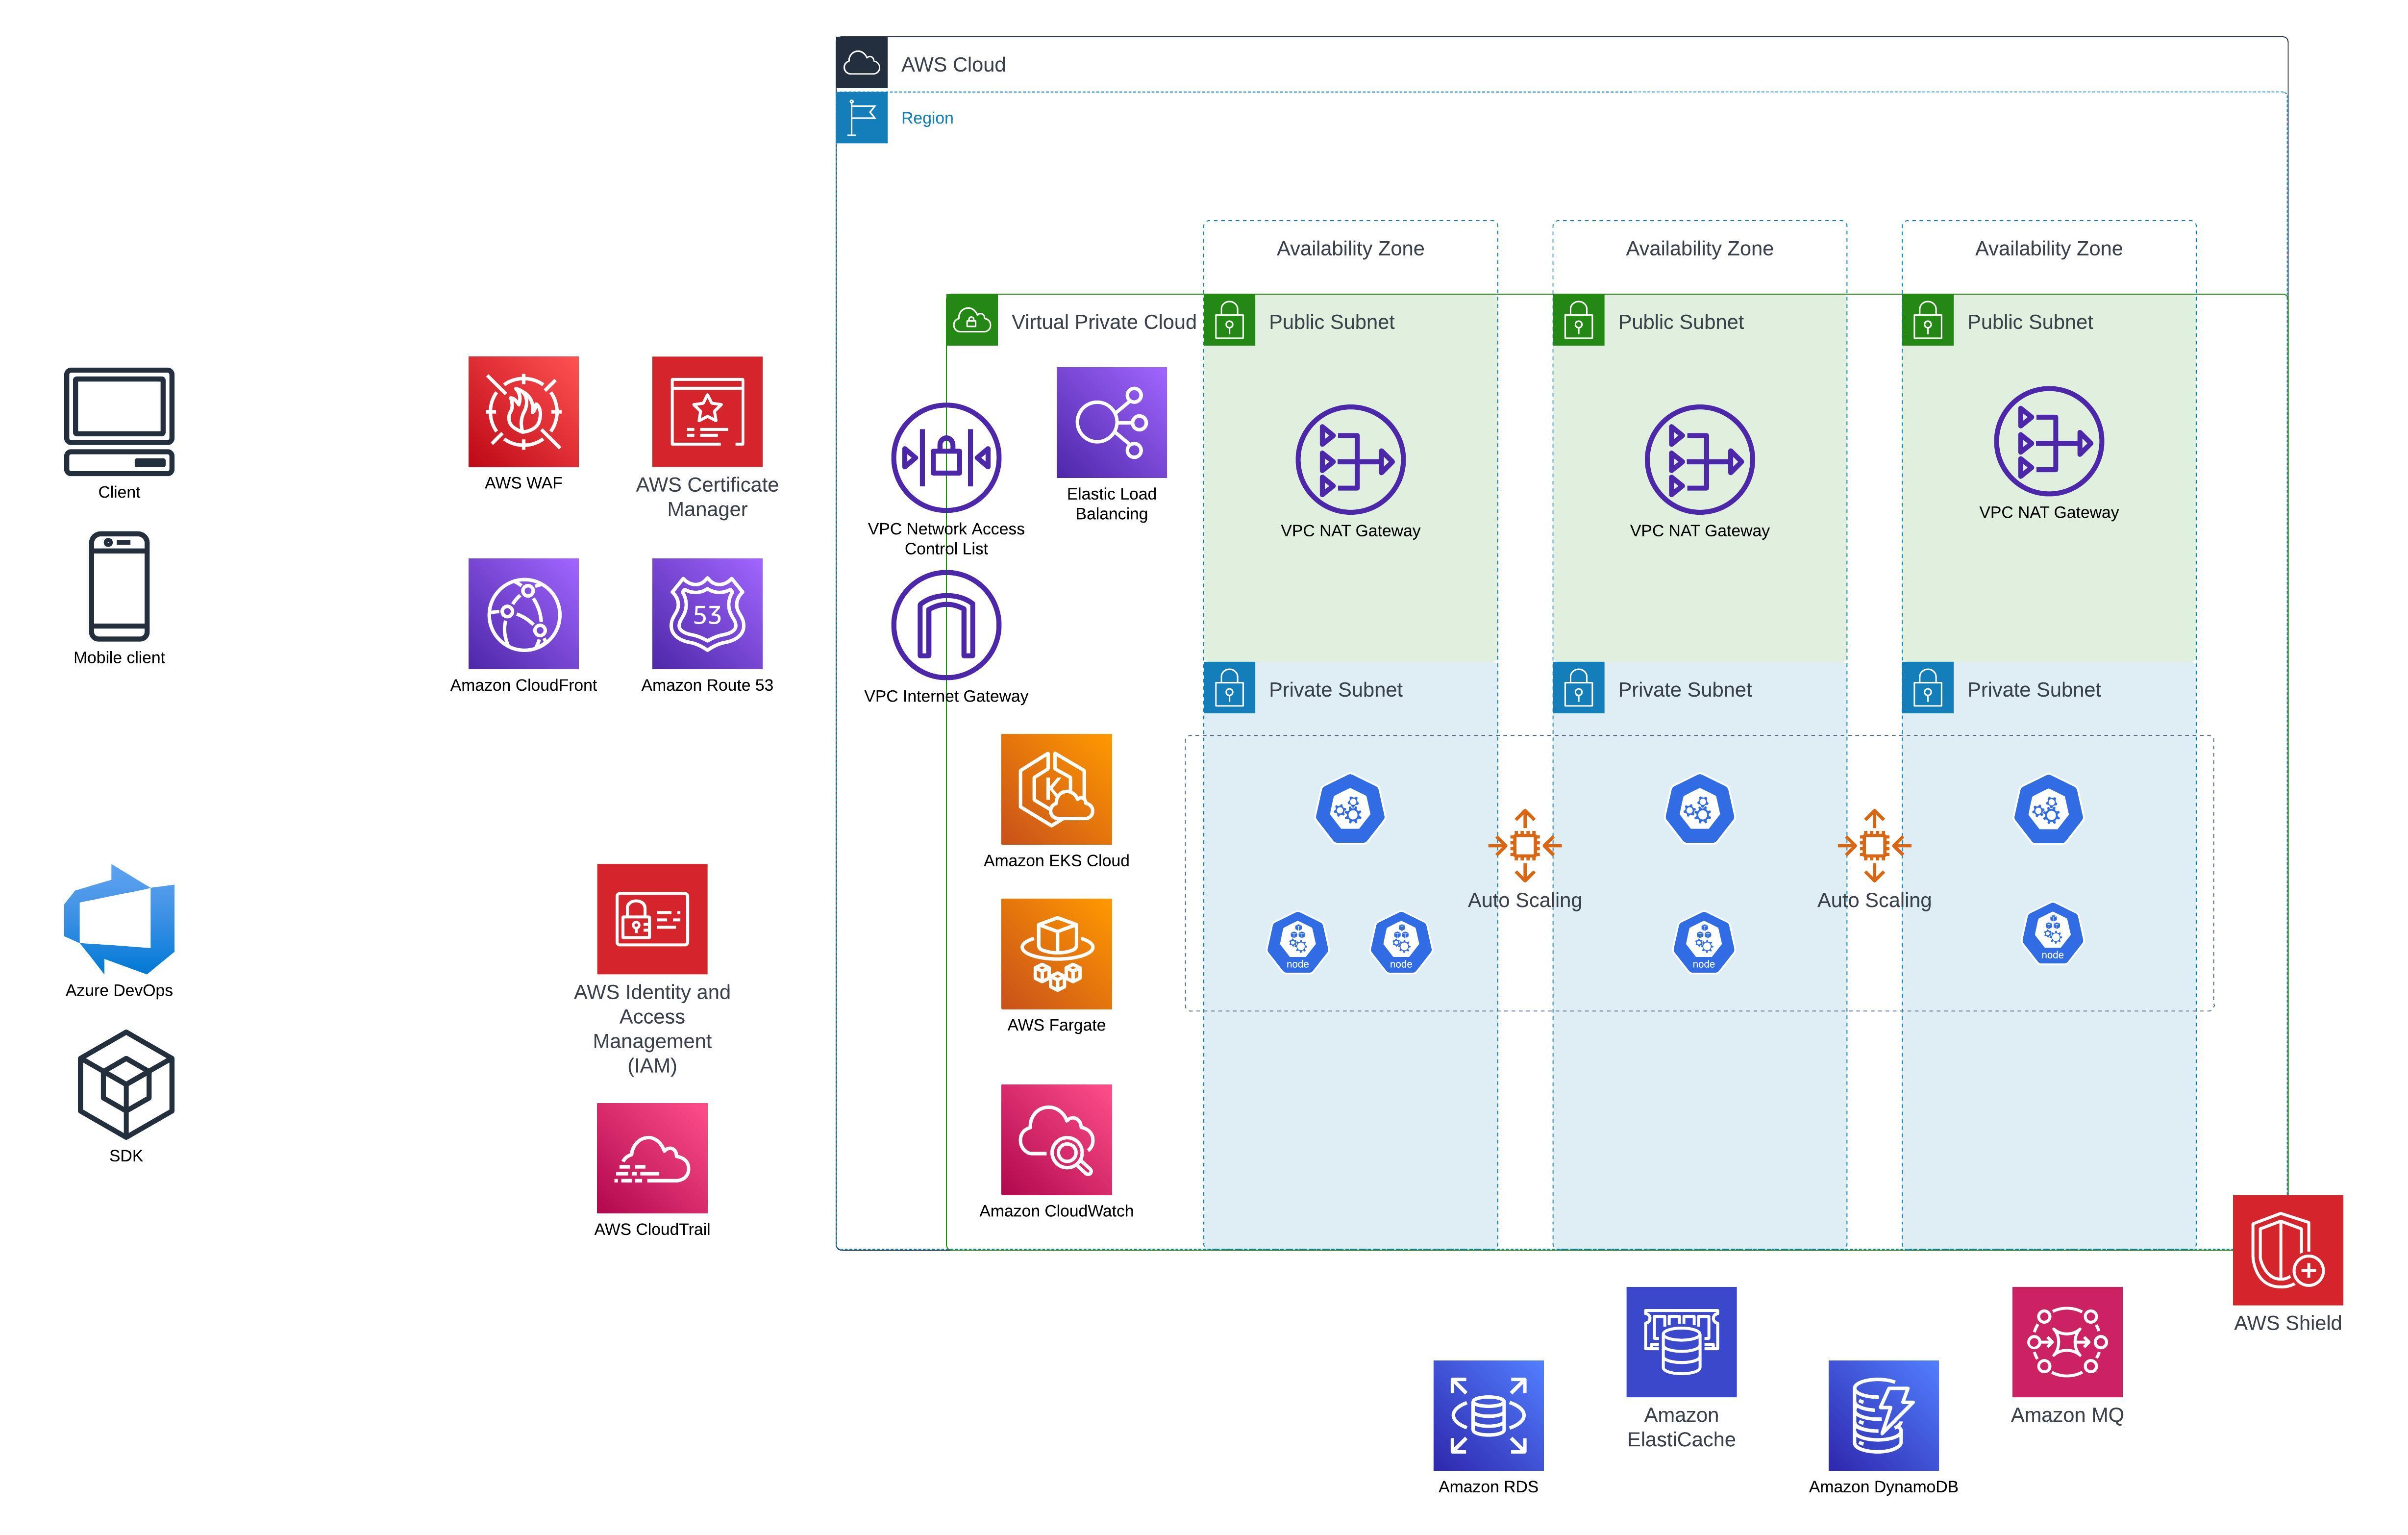 AWS Cloud
Region
Availability Zone
Availability Zone
Availability Zone
Virtual Private Cloud
Public Subnet
Public Subnet
Public Subnet
Client
AWS WAF
AWS Certificate
Manager
VPC Network Access
Control List
Elastic Load
Balancing
VPC NAT Gateway
VPC NAT Gateway
VPC NAT Gateway
Mobile client
Amazon CloudFront
53
Amazon Route 53
VPC Internet Gateway
Private Subnet
Private Subnet
Private Subnet
K
Amazon EKS Cloud
Auto Scaling
Auto Scaling
node
node
node
node
Azure DevOps
AWS Identity and
Access
Management
(IAM)
AWS Fargate
SDK
AWS CloudTrail
Amazon CloudWatch
AWS Shield
Amazon RDS
Amazon
ElastiCache
Amazon DynamoDB
Amazon MQ